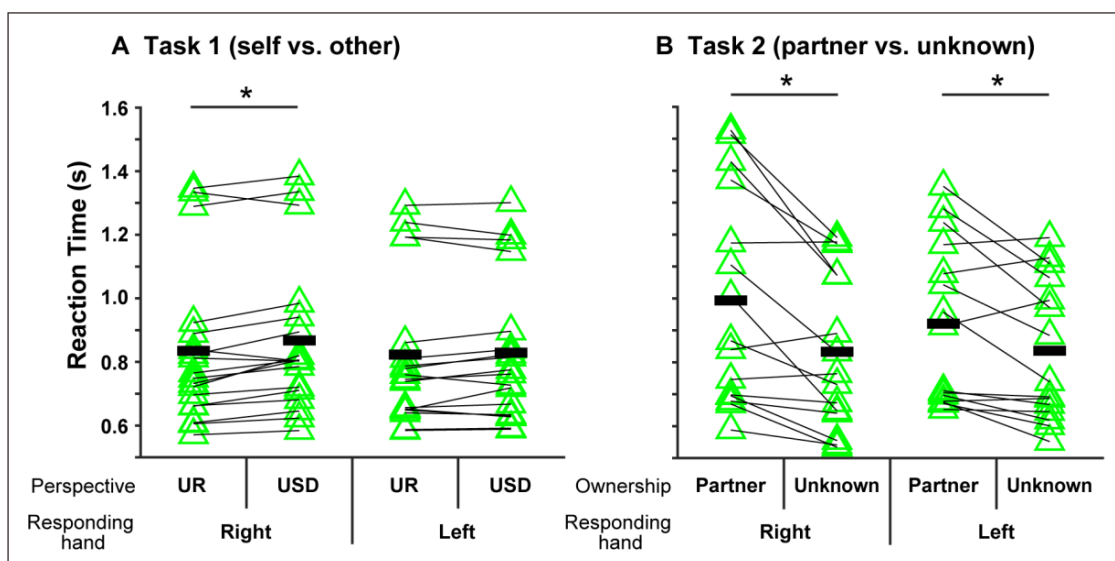 A Task 1 (self vs. other)
B Task 2 (partner vs. unknown)
*
*
*
Reaction Time (s)
1.6
1.4
1.2
1.0
0.8
0.6
Perspective UR USD UR USD
Responding hand Right Left
Ownership Partner Unknown Partner Unknown
Responding hand Right Left